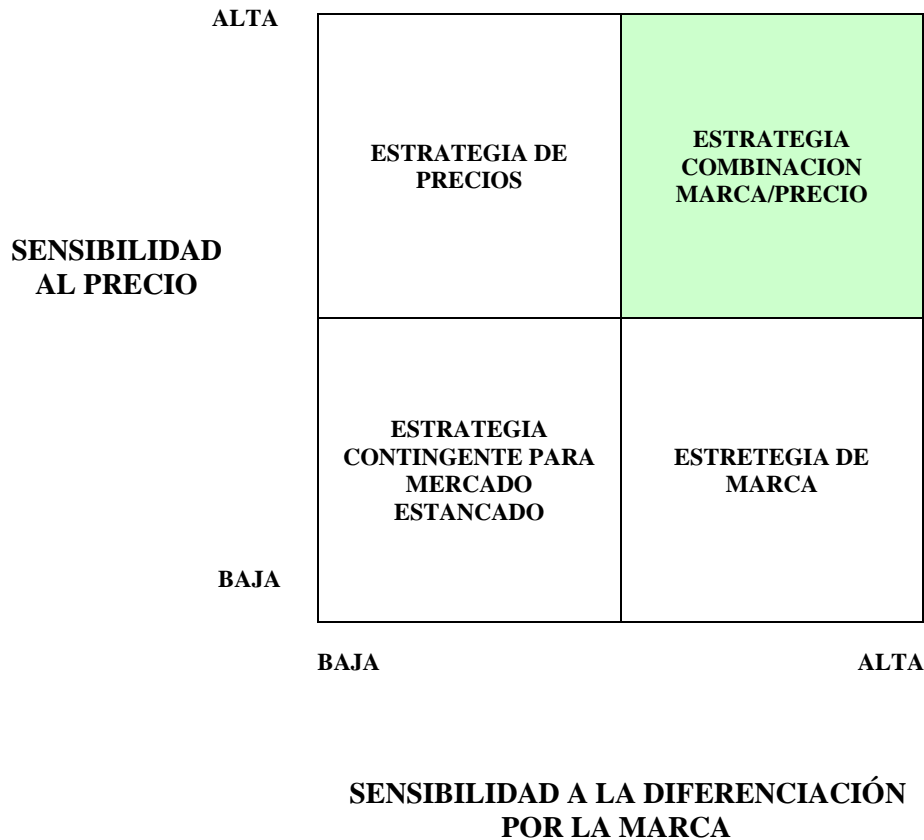 ALTA
ESTRATEGIA DE
PRECIOS
ESTRATEGIA
COMBINACION
MARCA/PRECIO
SENSIBILIDAD
AL PRECIO
ESTRATEGIA
CONTINGENTE PARA
MERCADO
ESTANCADO
ESTRETEGIA DE
MARCA
BAJA
BAJA
ALTA
SENSIBILIDAD A LA DIFERENCIACIÓN
POR LA MARCA